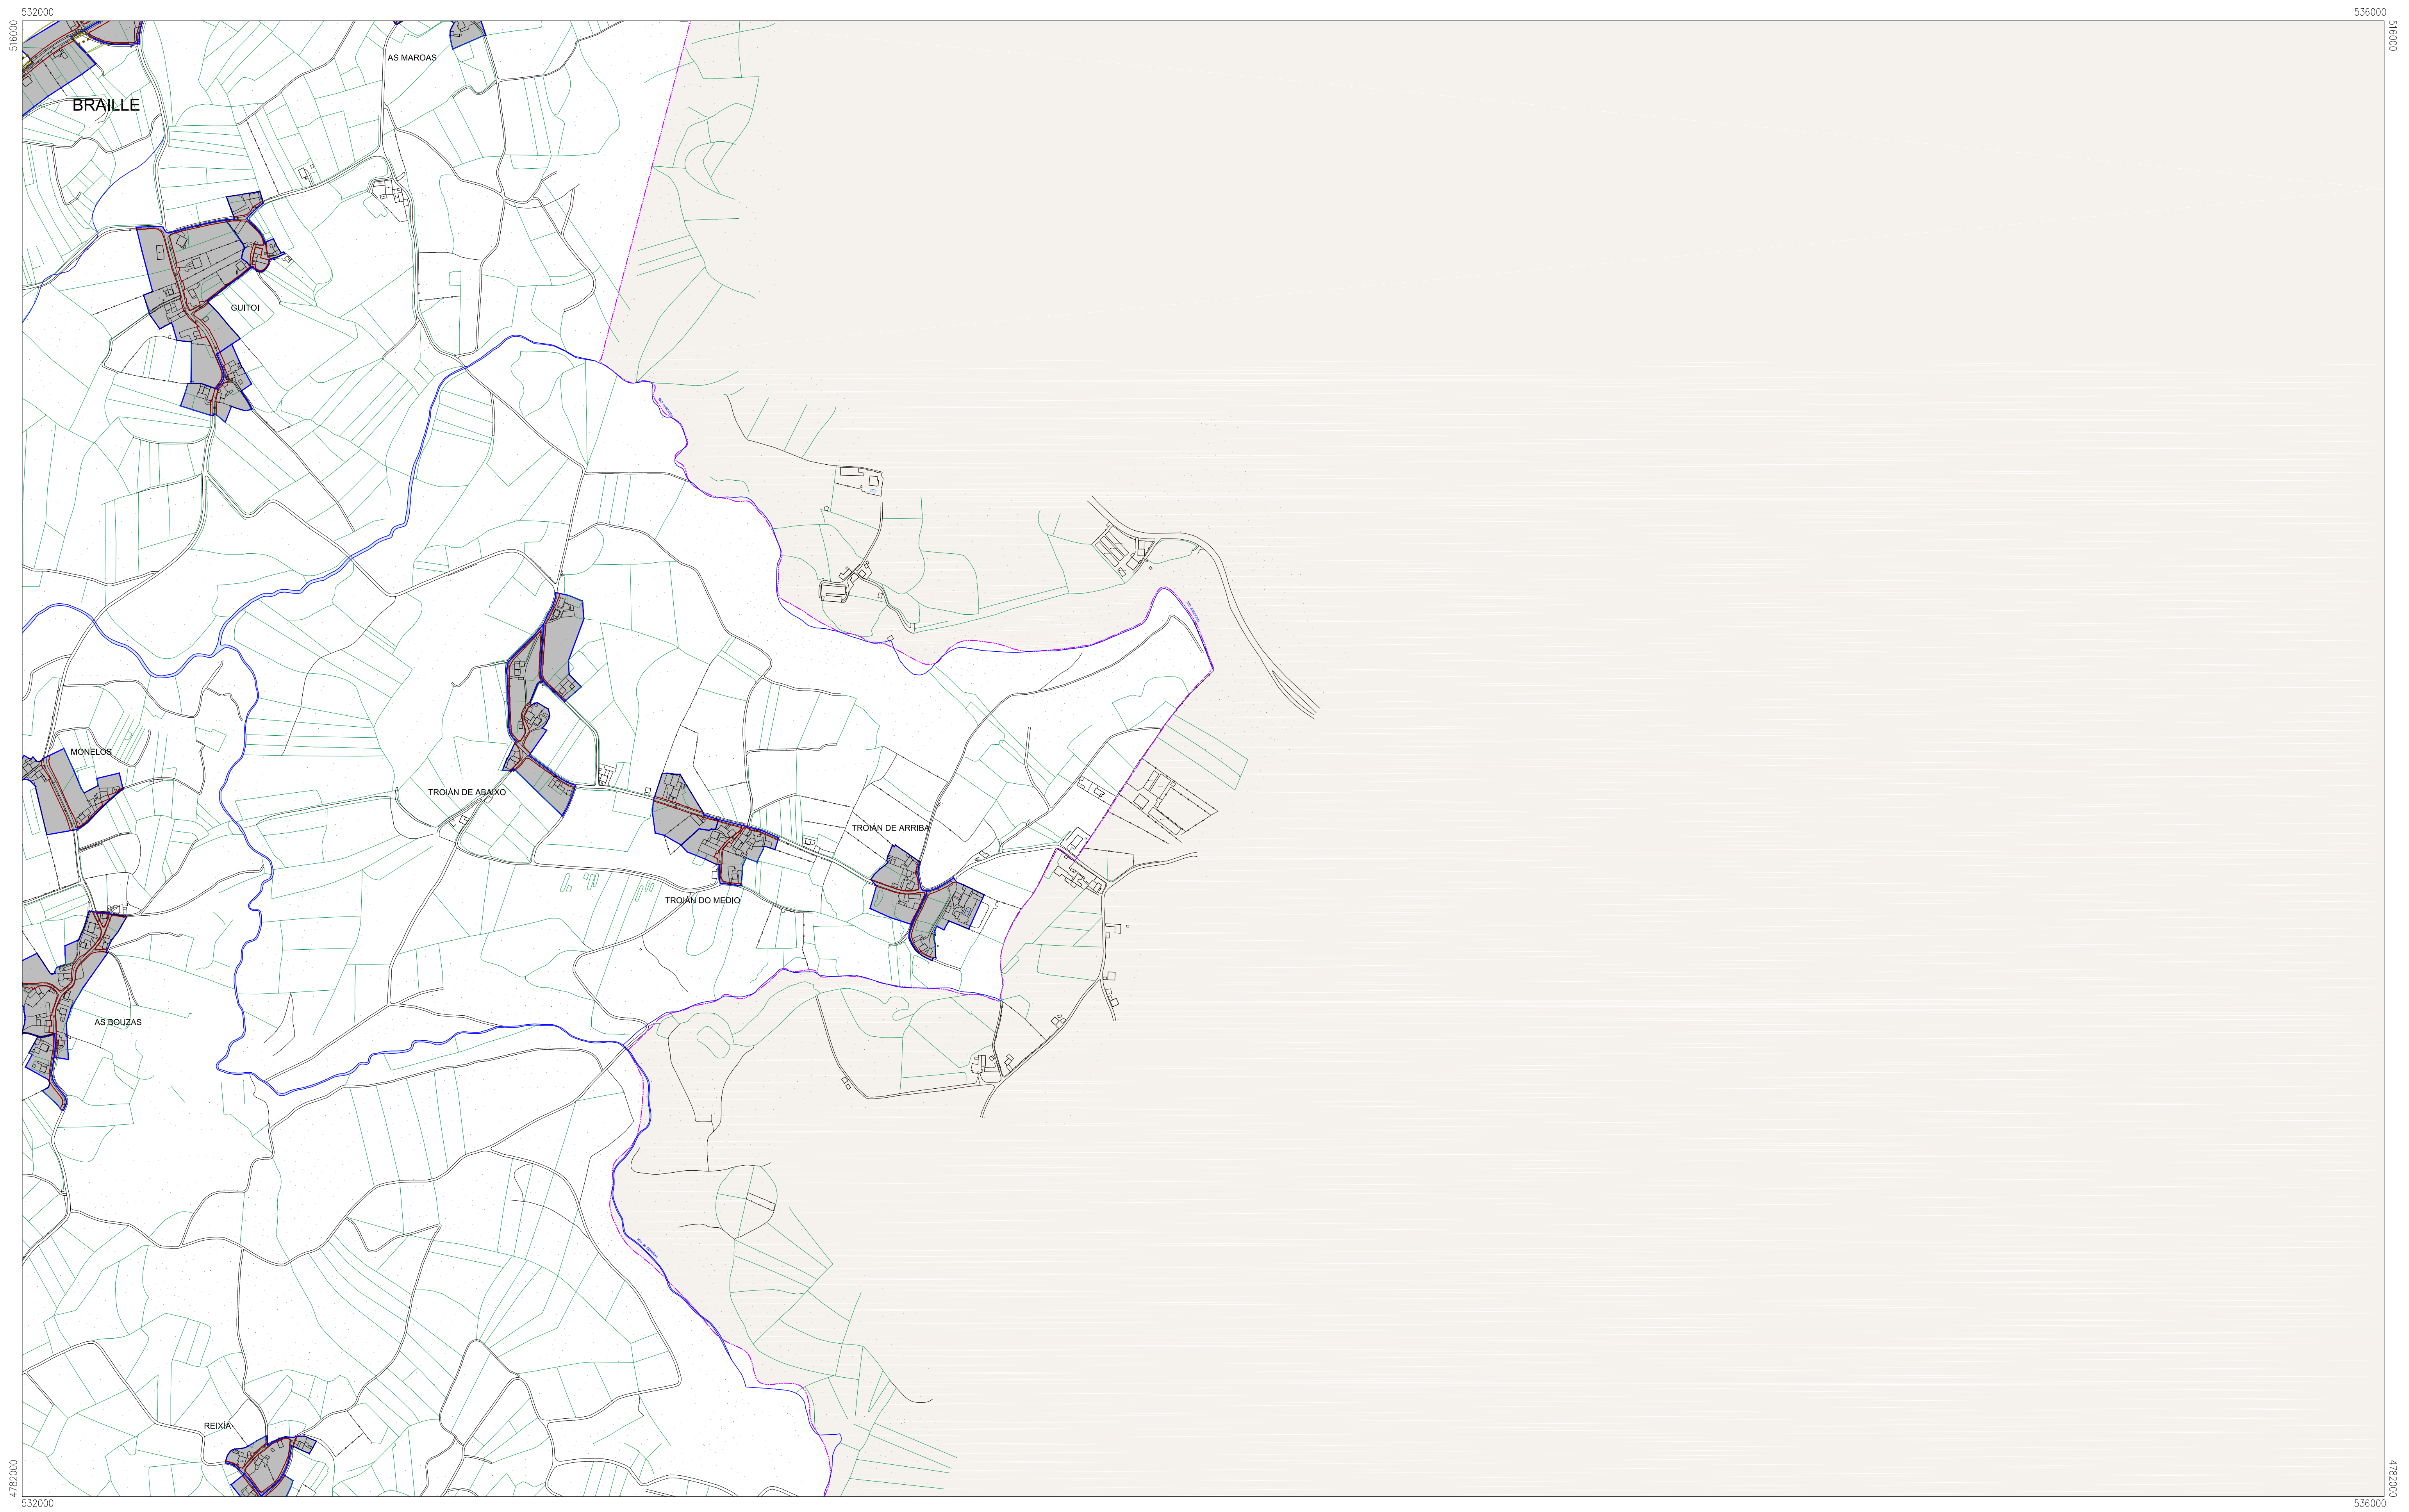 532000
536000
516000
516000
AS MAROAS
BRAILLE
GUITOI
MONELOS
TROIÁN DE ABAIXO
TROIÁN DE ARRIBA
TROIÁN DO MEDIO
AS BOUZAS
REIXÍA
4782000
4782000
532000
536000